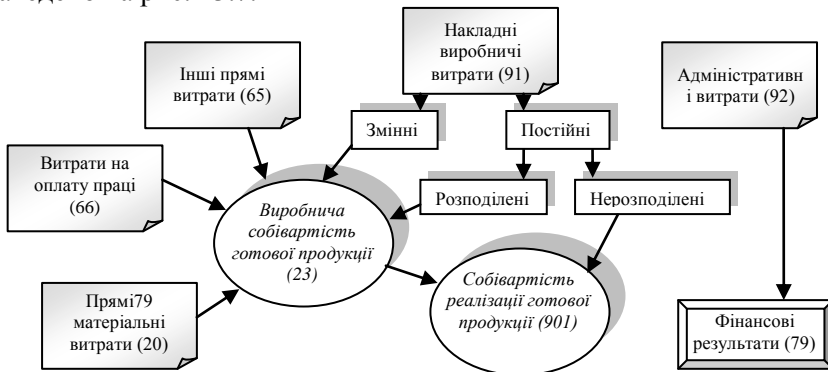 Накладні
виробничі
витрати (91)
Інші прямі
витрати (65)
Адміністративн
і витрати (92)
Змінні
Постійні
Витрати на
оплату праці
(66)
Розподілені
Нерозподілені
Виробнича
собівартість
готової продукції
(23)
Собівартість
реалізації готової
продукції (901)
Прямі79
матеріальні
витрати (20)
Фінансові
результати (79)